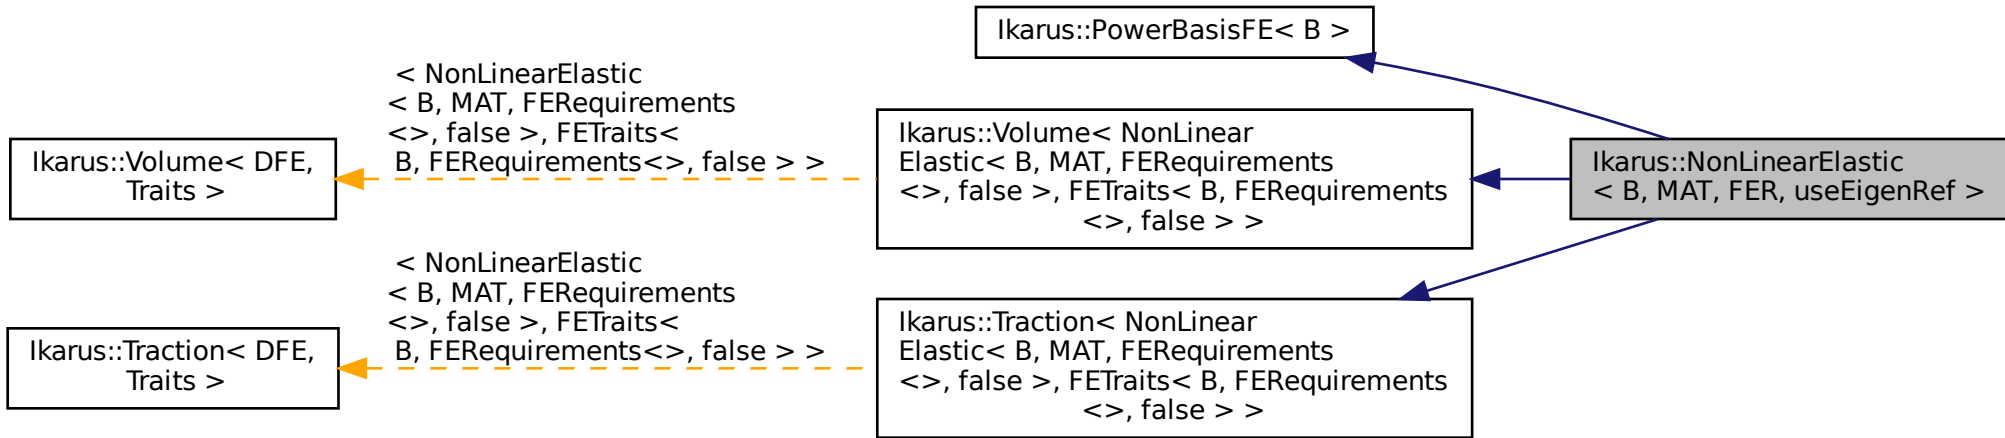 Ikarus::PowerBasisFE< B >
< NonLinearElastic
< B, MAT, FERequirements
<>, false >, FETraits<
B, FERequirements<>, false > >
Ikarus::Volume< DFE,
Traits >
Ikarus::Volume< NonLinear
Elastic< B, MAT, FERequirements
<>, false >, FETraits< B, FERequirements
<>, false > >
Ikarus::NonLinearElastic
< B, MAT, FER, useEigenRef >
< NonLinearElastic
< B, MAT, FERequirements
<>, false >, FETraits<
B, FERequirements<>, false > >
Ikarus::Traction< DFE,
Traits >
Ikarus::Traction< NonLinear
Elastic< B, MAT, FERequirements
<>, false >, FETraits< B, FERequirements
<>, false > >